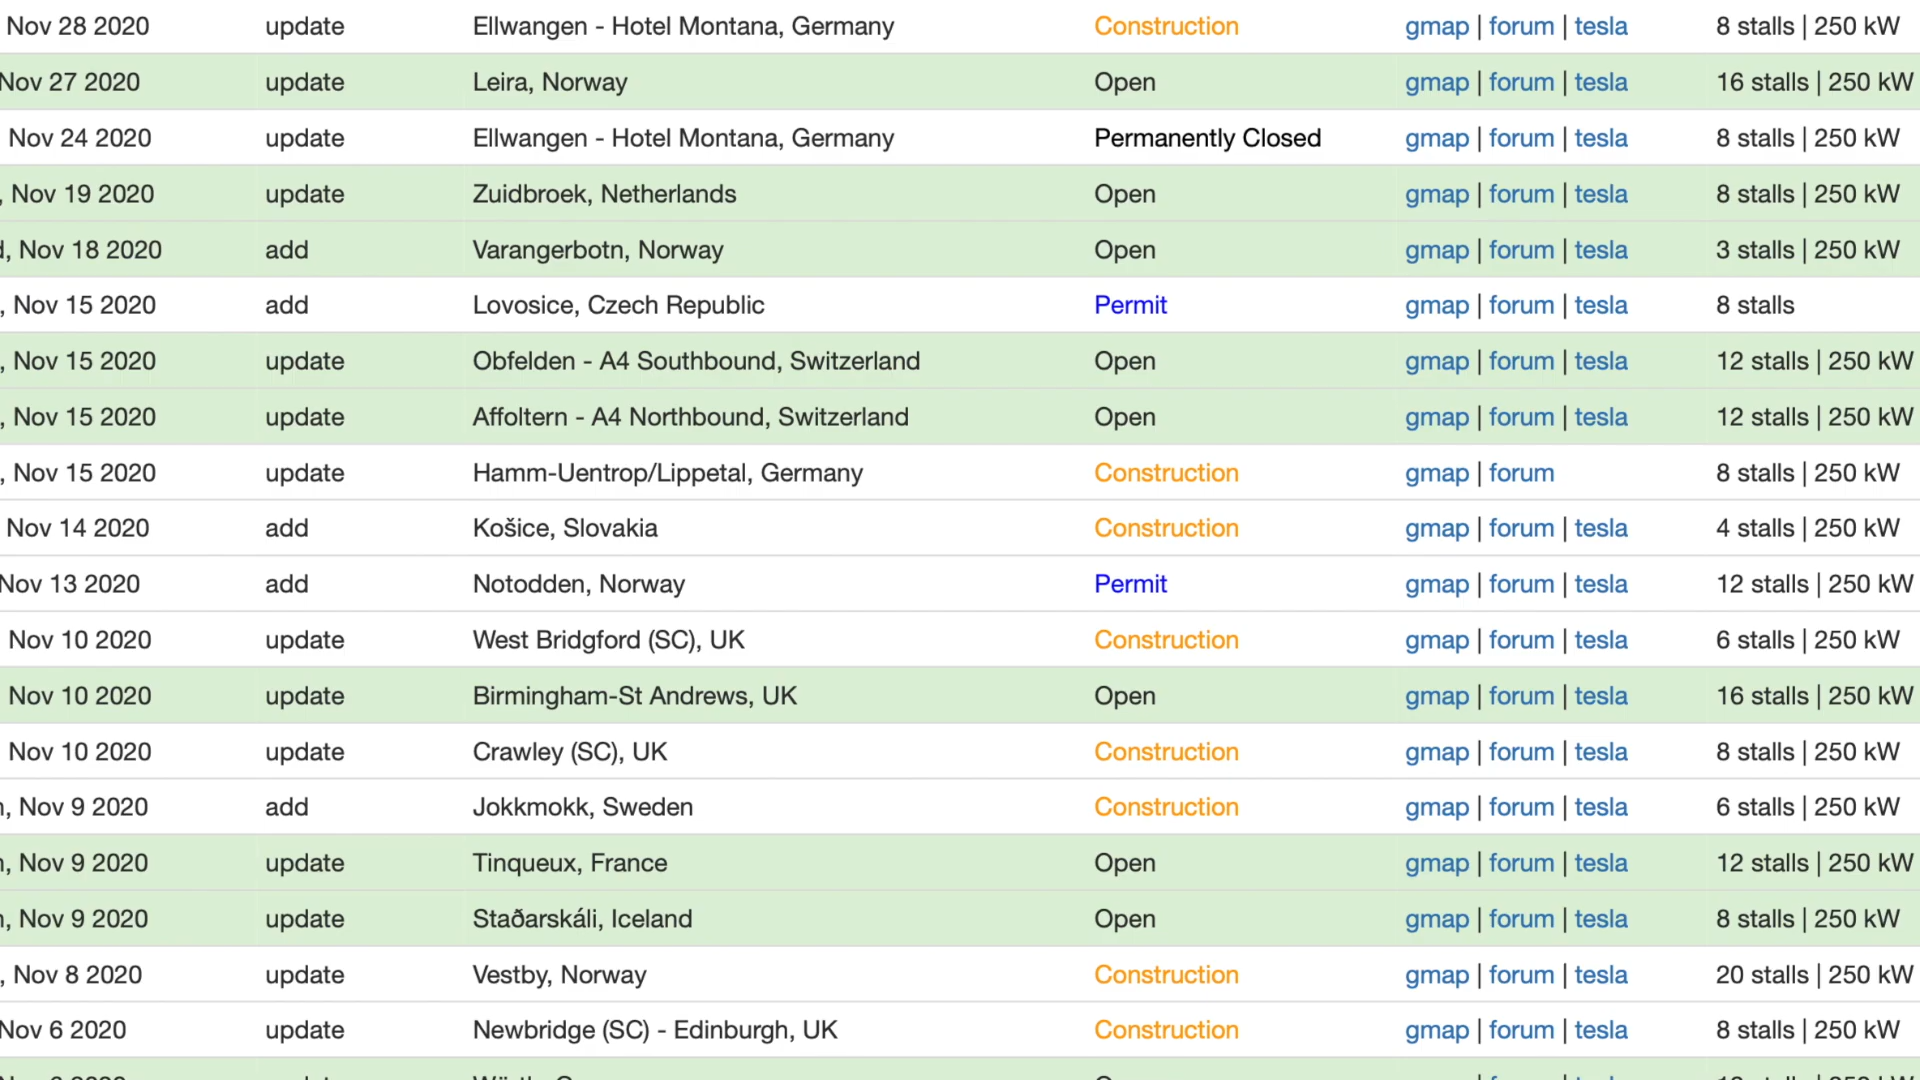 Nov 28 2020 update Ellwangen - Hotel Montana, Germany Construction gmap | forum | tesla 8 stalls | 250 kW
Nov 27 2020 update Leira, Norway Open gmap | forum | tesla 16 stalls | 250 kW
Nov 24 2020 update Ellwangen - Hotel Montana, Germany Permanently Closed gmap | forum | tesla 8 stalls | 250 kW
, Nov 19 2020 update Zuidbroek, Netherlands Open gmap | forum | tesla 8 stalls | 250 kW
, Nov 18 2020 add Varangerbotn, Norway Open gmap | forum | tesla 3 stalls | 250 kW
, Nov 15 2020 add Lovosice, Czech Republic Permit gmap | forum | tesla 8 stalls
, Nov 15 2020 update Obfelden - A4 Southbound, Switzerland Open gmap | forum | tesla 12 stalls | 250 kW
, Nov 15 2020 update Affoltern - A4 Northbound, Switzerland Open gmap | forum | tesla 12 stalls | 250 kW
, Nov 15 2020 update Hamm-Uentrop/Lippetal, Germany Construction gmap | forum 8 stalls | 250 kW
Nov 14 2020 add Košice, Slovakia Construction gmap | forum | tesla 4 stalls | 250 kW
Nov 13 2020 add Notodden, Norway Permit gmap | forum | tesla 12 stalls | 250 kW
Nov 10 2020 update West Bridgford (SC), UK Construction gmap | forum | tesla 6 stalls | 250 kW
Nov 10 2020 update Birmingham-St Andrews, UK Open gmap | forum | tesla 16 stalls | 250 kW
Nov 10 2020 update Crawley (SC), UK Construction gmap | forum | tesla 8 stalls | 250 kW
, Nov 9 2020 add Jokkmokk, Sweden Construction gmap | forum | tesla 6 stalls | 250 kW
, Nov 9 2020 update Tinqueux, France Open gmap | forum | tesla 12 stalls | 250 kW
, Nov 9 2020 update Staðarskáli, Iceland Open gmap | forum | tesla 8 stalls | 250 kW
, Nov 8 2020 update Vestby, Norway Construction gmap | forum | tesla 20 stalls | 250 kW
Nov 6 2020 update Newbridge (SC) - Edinburgh, UK Construction gmap | forum | tesla 8 stalls | 250 kW